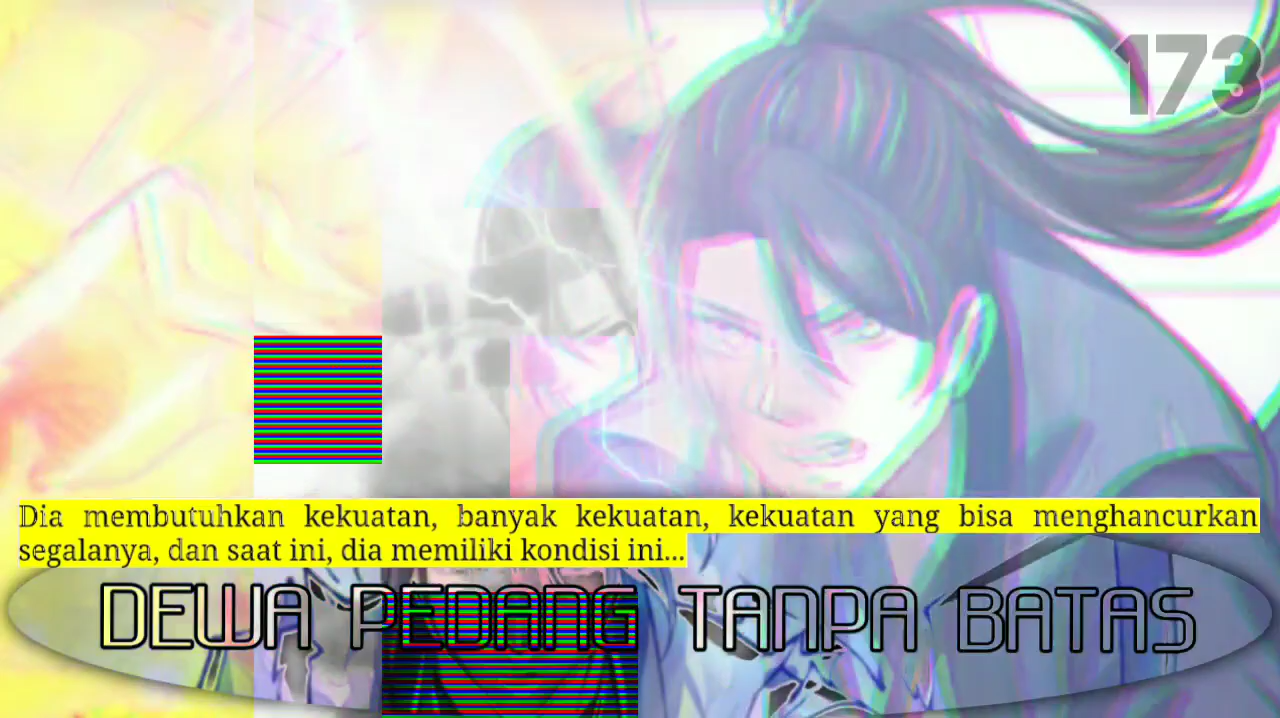 173
Dia membutuhkan kekuatan, banyak kekuatan, kekuatan yang bisa menghancurkan
segalanya, dan saat ini, dia memiliki kondisi ini...
DEWA PEDANG TANPA BATAS